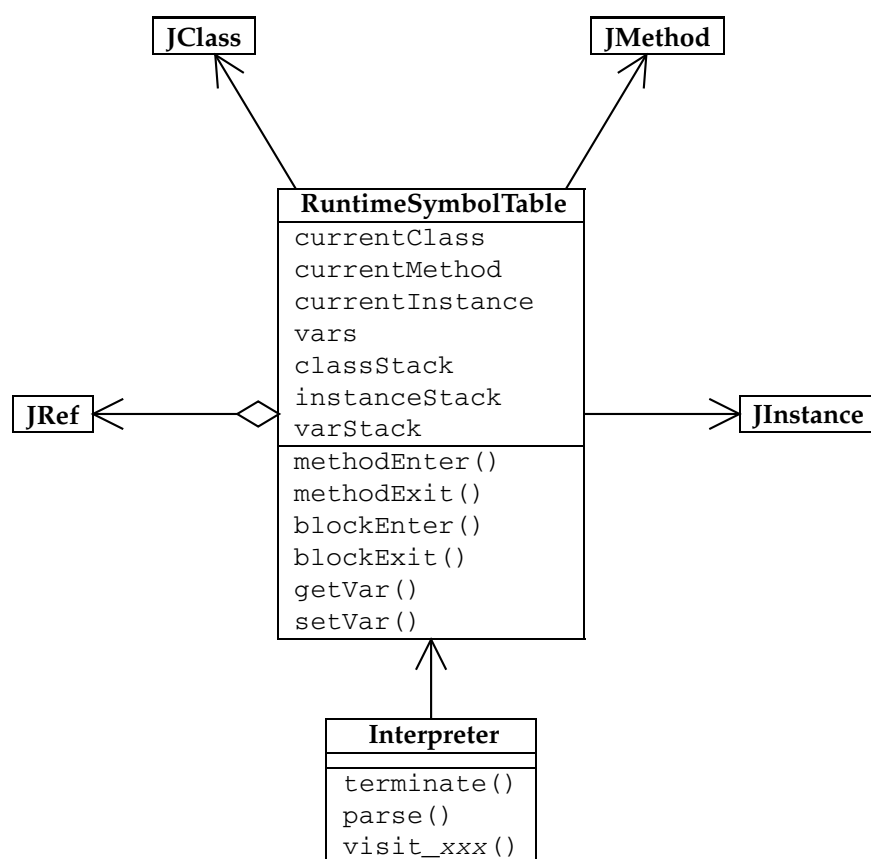 JClass
JMethod
RuntimeSymbolTable
currentClass
currentMethod
currentInstance
vars
classStack
instanceStack
varStack
JRef
JInstance
methodEnter()
methodExit()
blockEnter()
blockExit()
getVar()
setVar()
Interpreter
terminate()
parse()
visit_xxx()